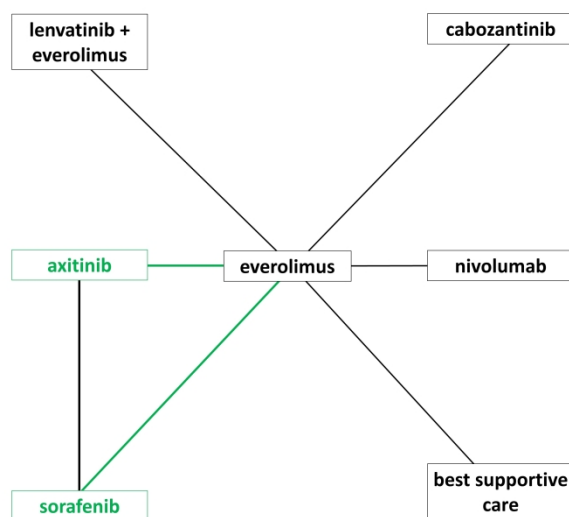 lenvatinib +
everolimus
cabozantinib
axitinib
everolimus
nivolumab
sorafenib
best supportive
care